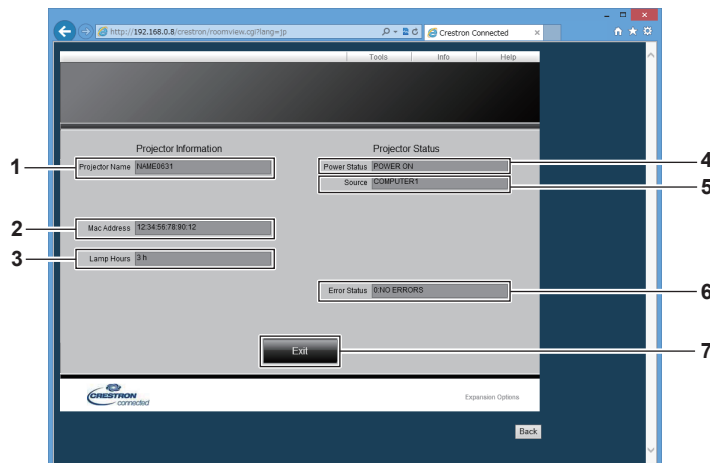 http://192.168.0.8/crestron/roomview.cgi?lang=jp
Crestron Connected
Tools Info Help
Projector Information Projector Status
1 Projector Name NAME0631 Power Status POWER ON 4
Source COMPUTER1 5
2 Mac Address 12:34:56:78:90:12
3 Lamp Hours 3 h
Error Status 0:NO ERRORS 6
Exit 7
CRESTRON
connected
Expansion Options
Back